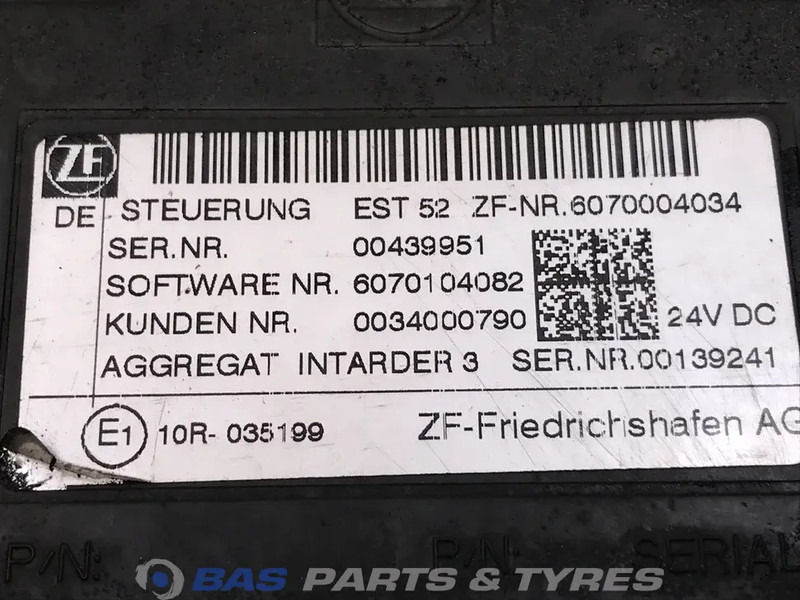 ZF
DE STEUERUNG EST 52 ZF-NR.6070004034
SER.NR. 00439951
SOFTWARE NR. 6070104082
KUNDEN NR. 0034000790 24V DC
AGGREGAT INTARDER 3 SER.NR.00139241
E1 10R- 035199 ZF-Friedrichshafen AG
P/N: P/N: SERIAL
BAS PARTS & TYRES